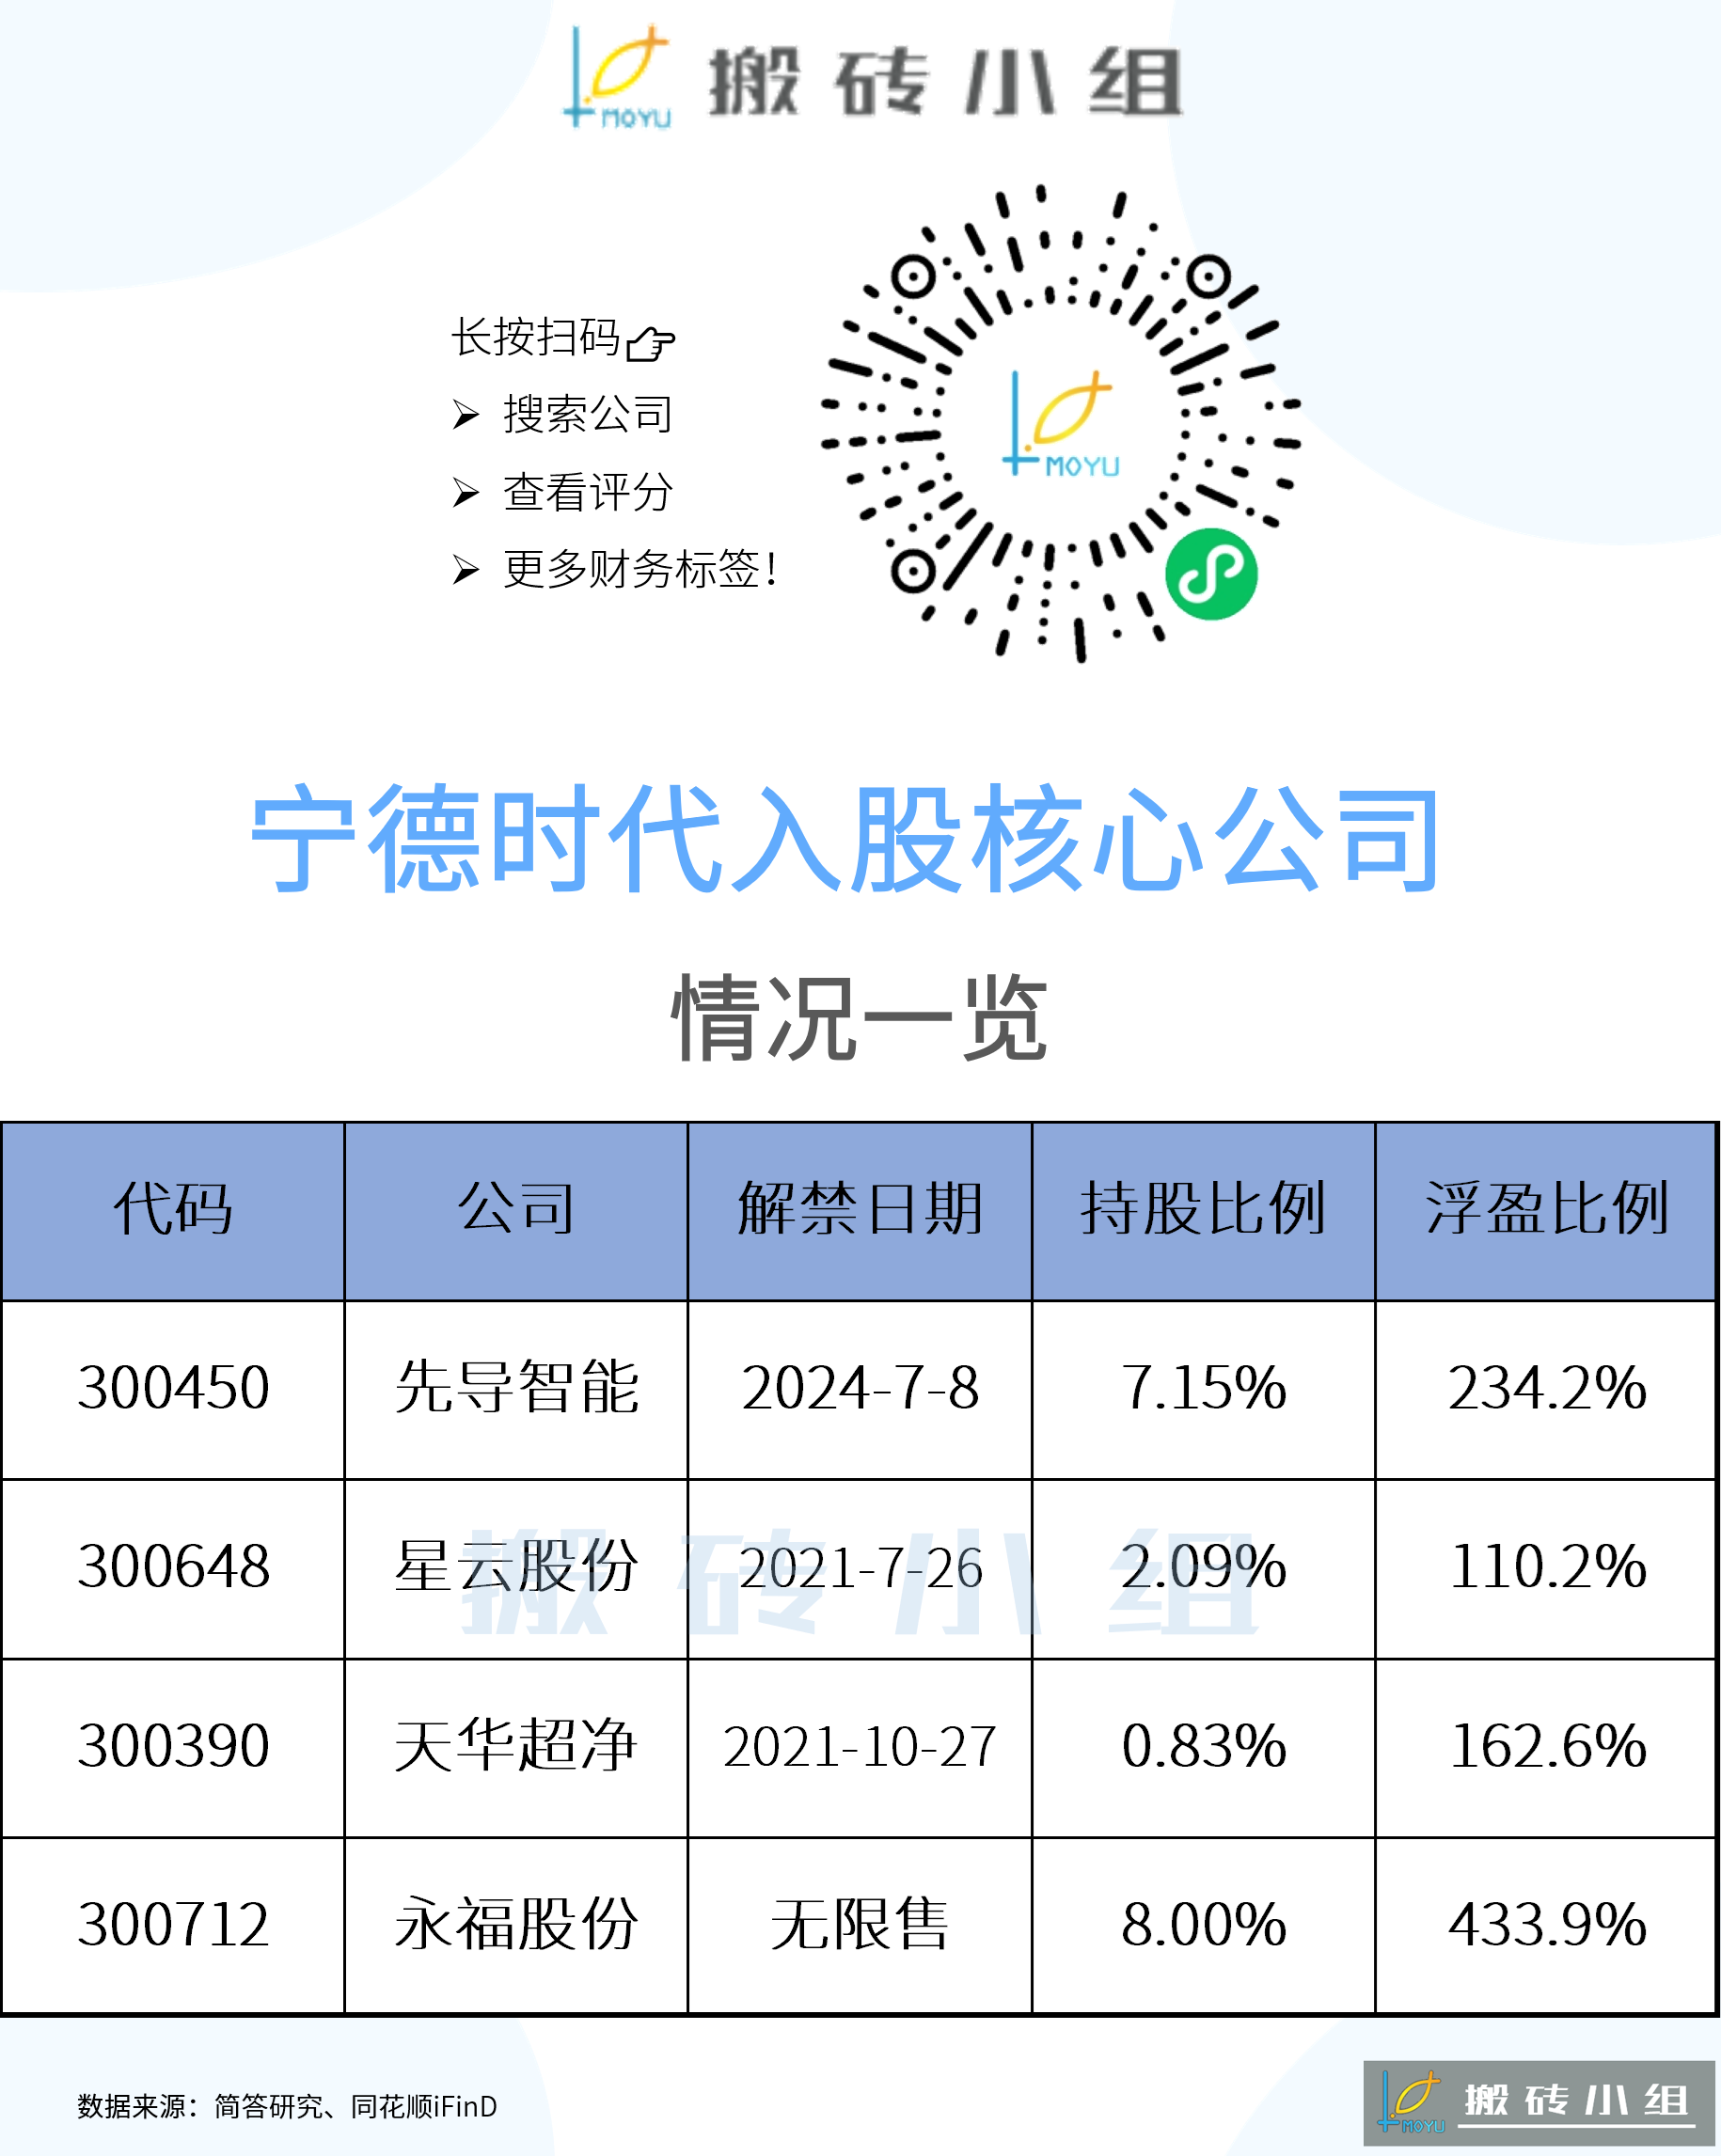 MOYU
搬砖小组
长按扫码
搜索公司
查看评分
更多财务标签！
MOYU
宁德时代入股核心公司
情况一览
代码 公司 解禁日期 持股比例 浮盈比例
300450 先导智能 2024-7-8 7.15% 234.2%
300648 星云股份 2021-7-26 2.09% 110.2%
搬砖小组
300390 天华超净 2021-10-27 0.83% 162.6%
300712 永福股份 无限售 8.00% 433.9%
数据来源：简答研究、同花顺iFinD
MOYU
搬砖小组